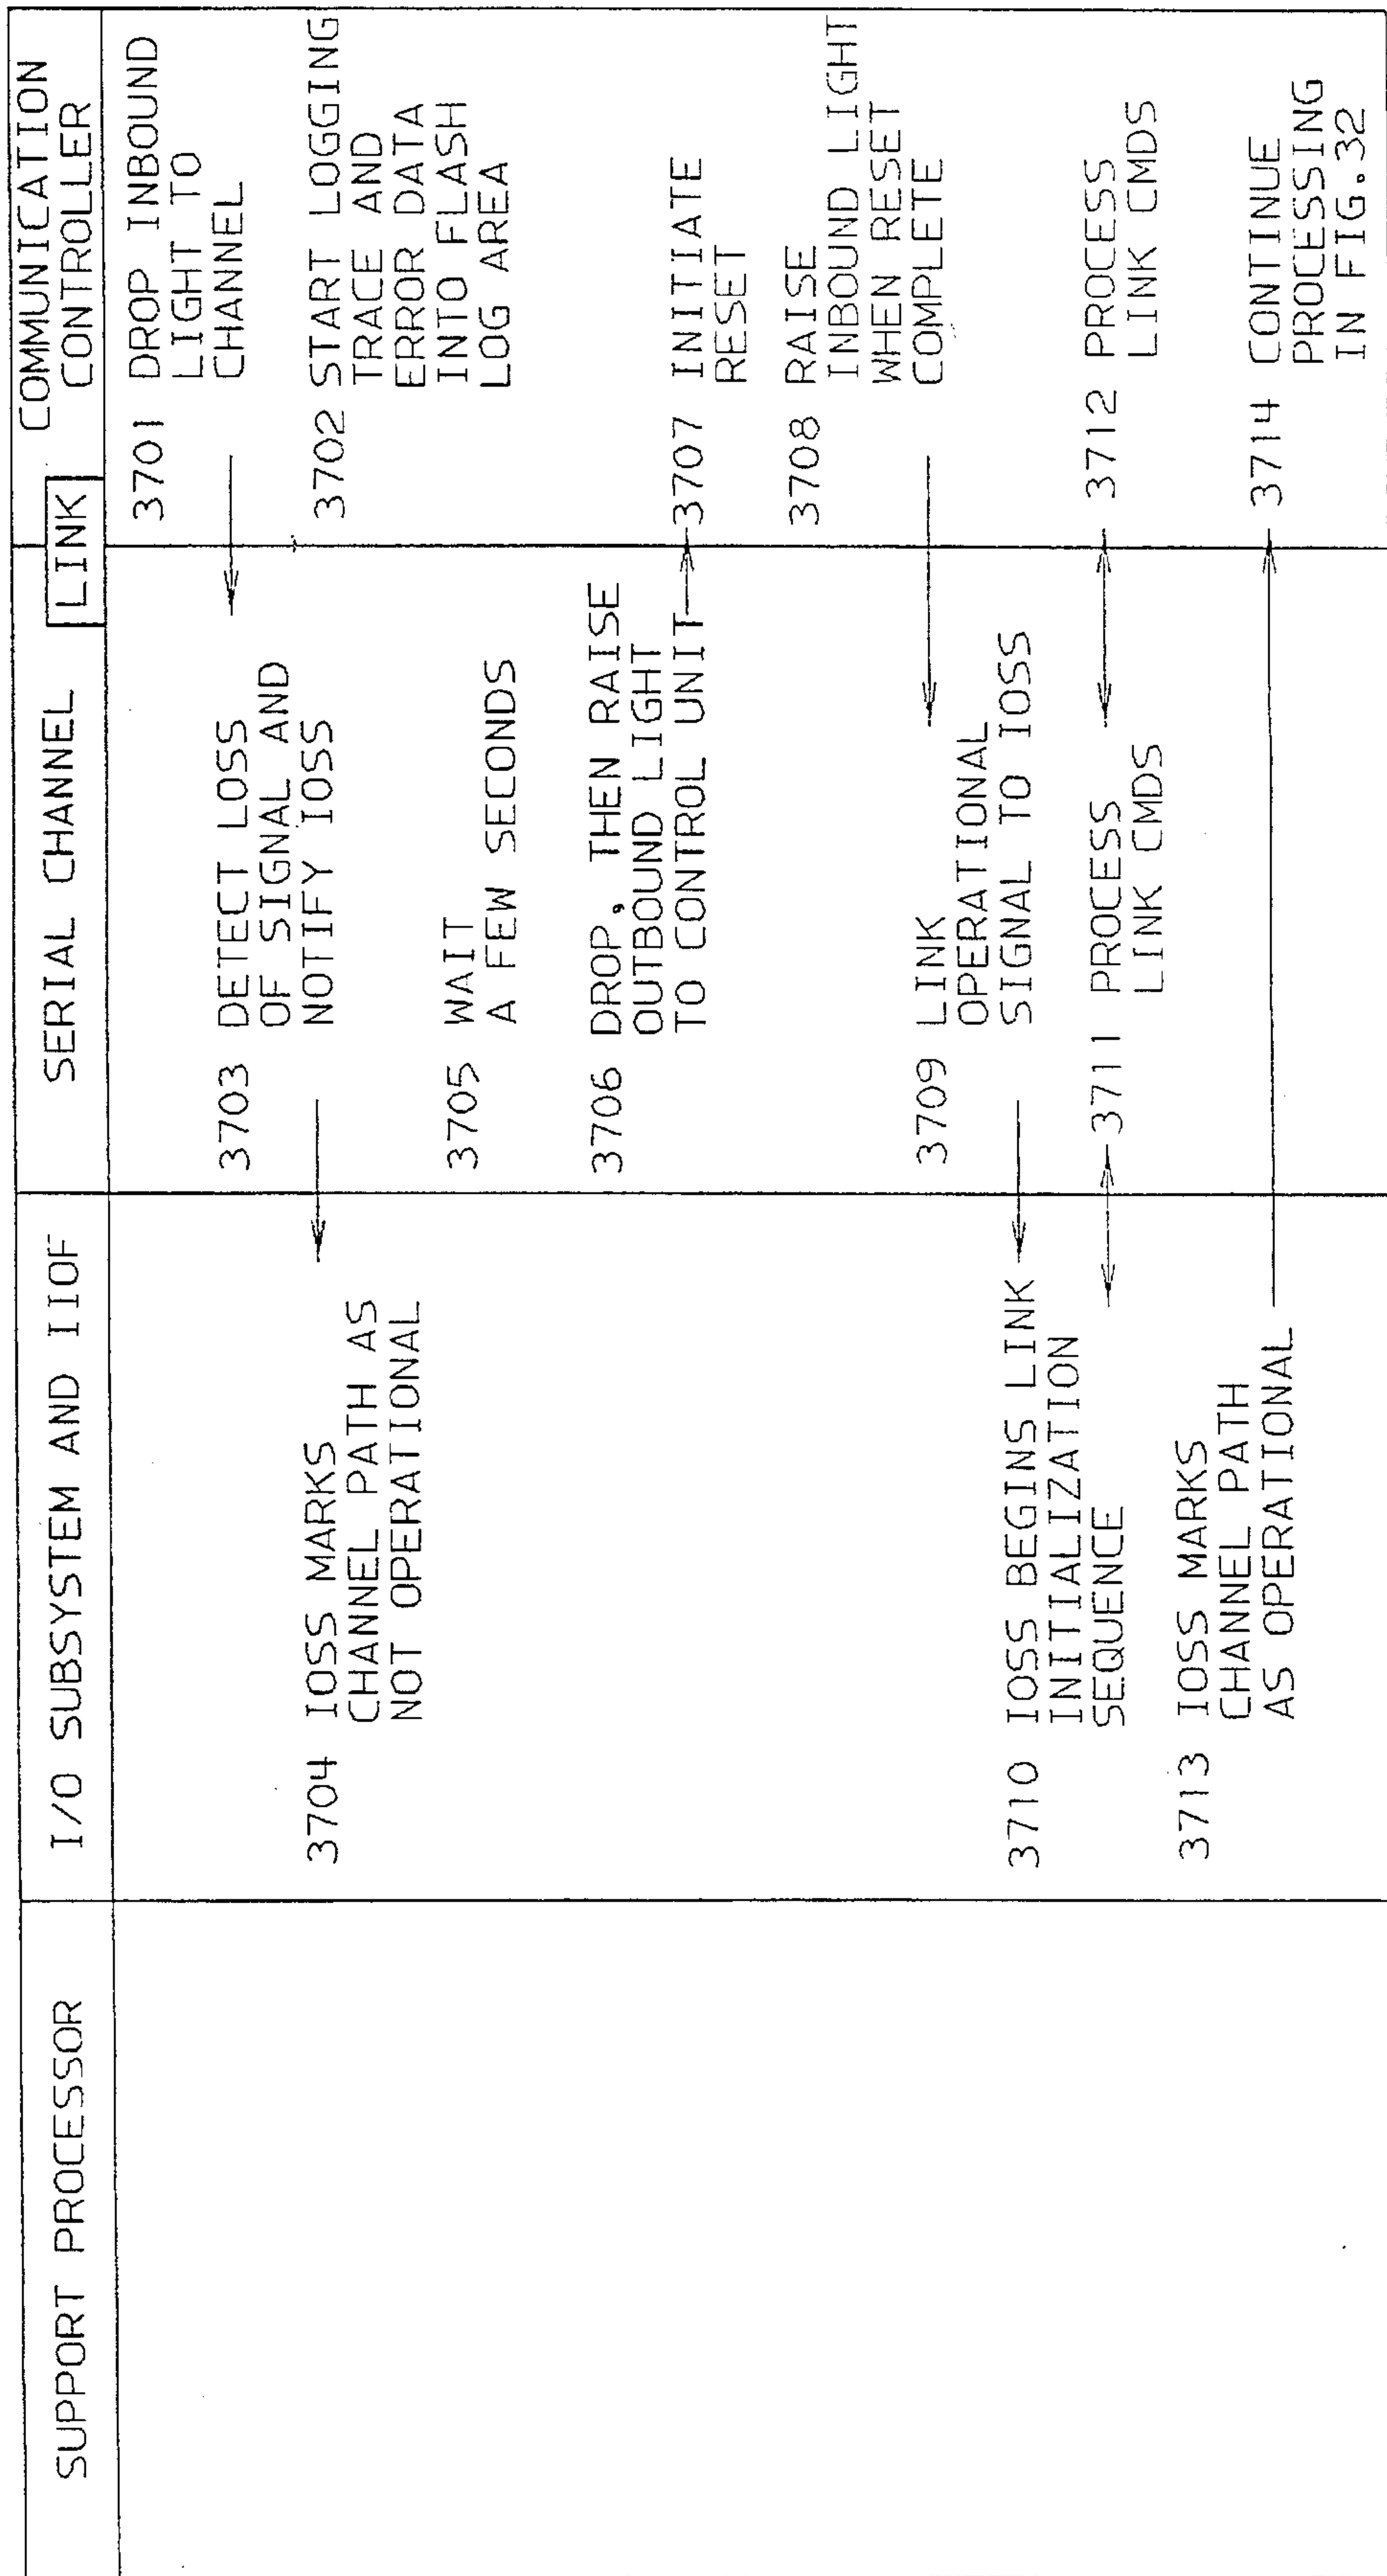 SUPPORT PROCESSOR
I/O SUBSYSTEM AND IIOF
SERIAL CHANNEL
LINK
COMMUNICATION
CONTROLLER
3701 DROP INBOUND
LIGHT TO
CHANNEL
3702 START LOGGING
TRACE AND
ERROR DATA
INTO FLASH
LOG AREA
3703 DETECT LOSS
OF SIGNAL AND
NOTIFY IOSS
3704 IOSS MARKS
CHANNEL PATH AS
NOT OPERATIONAL
3705 WAIT
A FEW SECONDS
3706 DROP, THEN RAISE
OUTBOUND LIGHT
TO CONTROL UNIT
3707 INITIATE
RESET
3708 RAISE
INBOUND LIGHT
WHEN RESET
COMPLETE
3709 LINK
OPERATIONAL
SIGNAL TO IOSS
3710 IOSS BEGINS LINK
INITIALIZATION
SEQUENCE
3711 PROCESS
LINK CMDS
3712 PROCESS
LINK CMDS
3713 IOSS MARKS
CHANNEL PATH
AS OPERATIONAL
3714 CONTINUE
PROCESSING
IN FIG.32